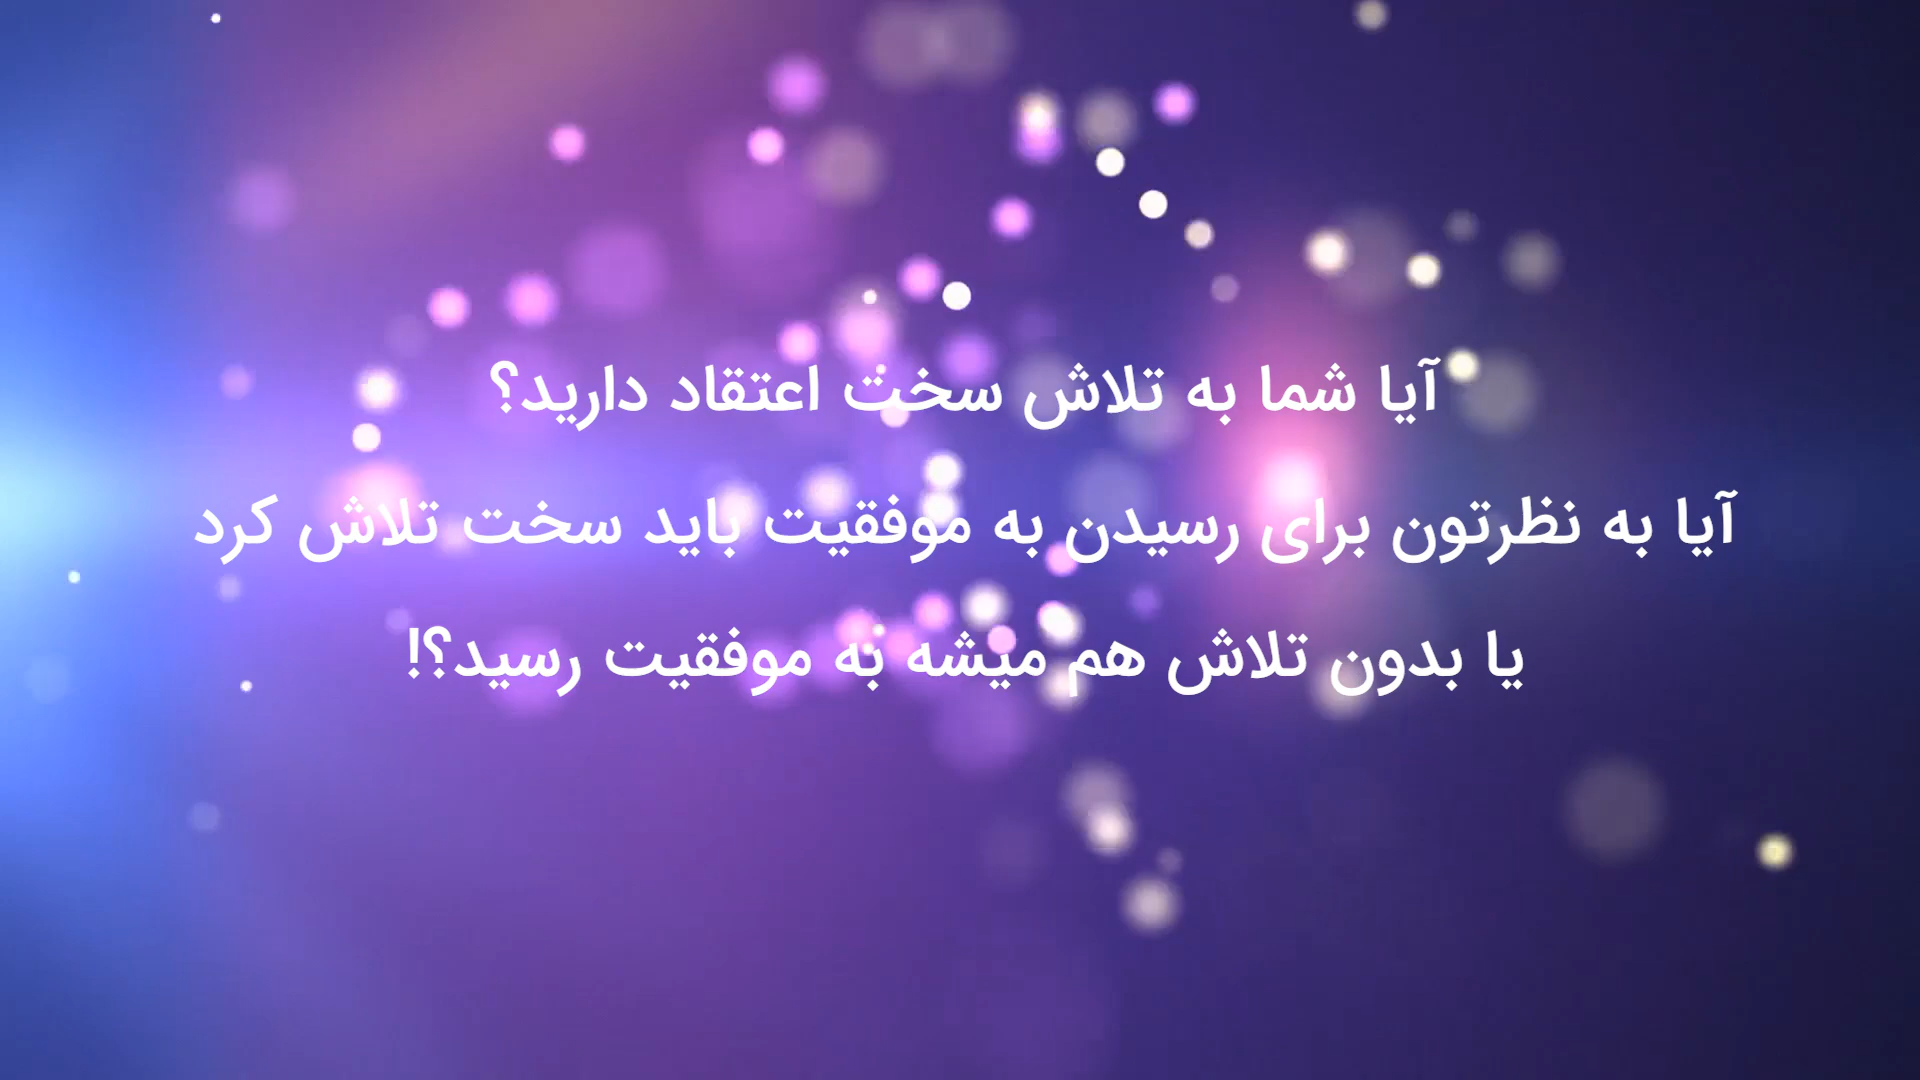 آیا شما به تلاش سخت اعتقاد دارید؟
آیا به نظرتون برای رسیدن به موفقیت باید سخت تلاش کرد
یا بدون تلاش هم میشه به موفقیت رسید؟!